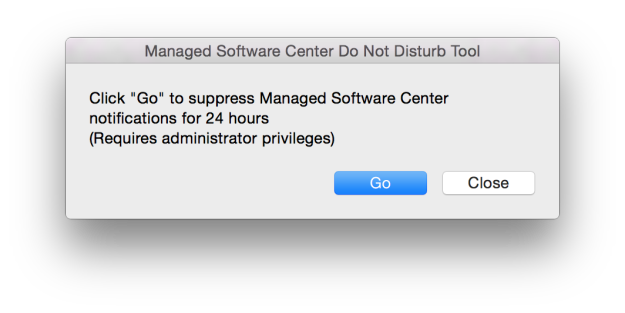 Managed Software Center Do Not Disturb Tool
Click "Go" to suppress Managed Software Center
notifications for 24 hours
(Requires administrator privileges)
Go
Close